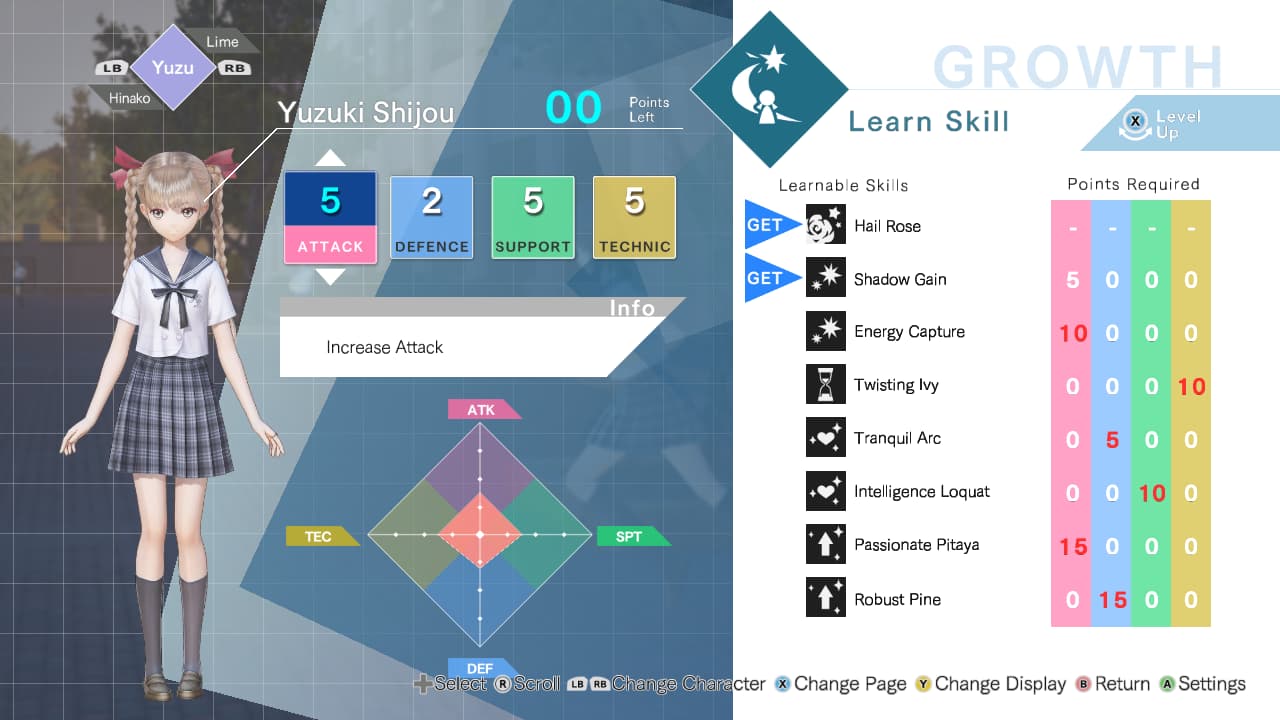 Lime
LB Yuzu RB
Hinako
Yuzuki Shijou 00 Points Left
5 ATTACK
2 DEFENCE
5 SUPPORT
5 TECHNIC
Info
Increase Attack
ATK
TEC
SPT
DEF
GROWTH
Learn Skill
X Level Up
Learnable Skills Points Required
GET Hail Rose - - - -
GET Shadow Gain 5 0 0 0
Energy Capture 10 0 0 0
Twisting Ivy 0 0 0 10
Tranquil Arc 0 5 0 0
Intelligence Loquat 0 0 10 0
Passionate Pitaya 15 0 0 0
Robust Pine 0 15 0 0
Select R Scroll LB RB Change Character X Change Page Y Change Display B Return A Settings